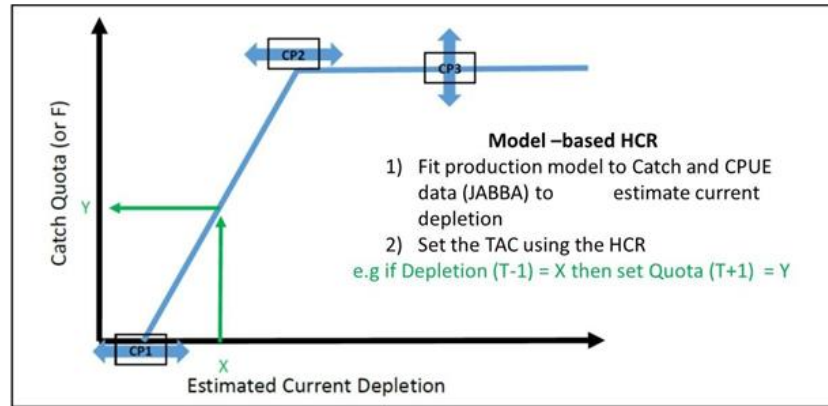 Catch Quota (or F)
CP2
CP3
Model –based HCR
1) Fit production model to Catch and CPUE
data (JABBA) to estimate current
depletion
2) Set the TAC using the HCR
e.g if Depletion (T-1) = X then set Quota (T+1) = Y
Y
CP1
X
Estimated Current Depletion